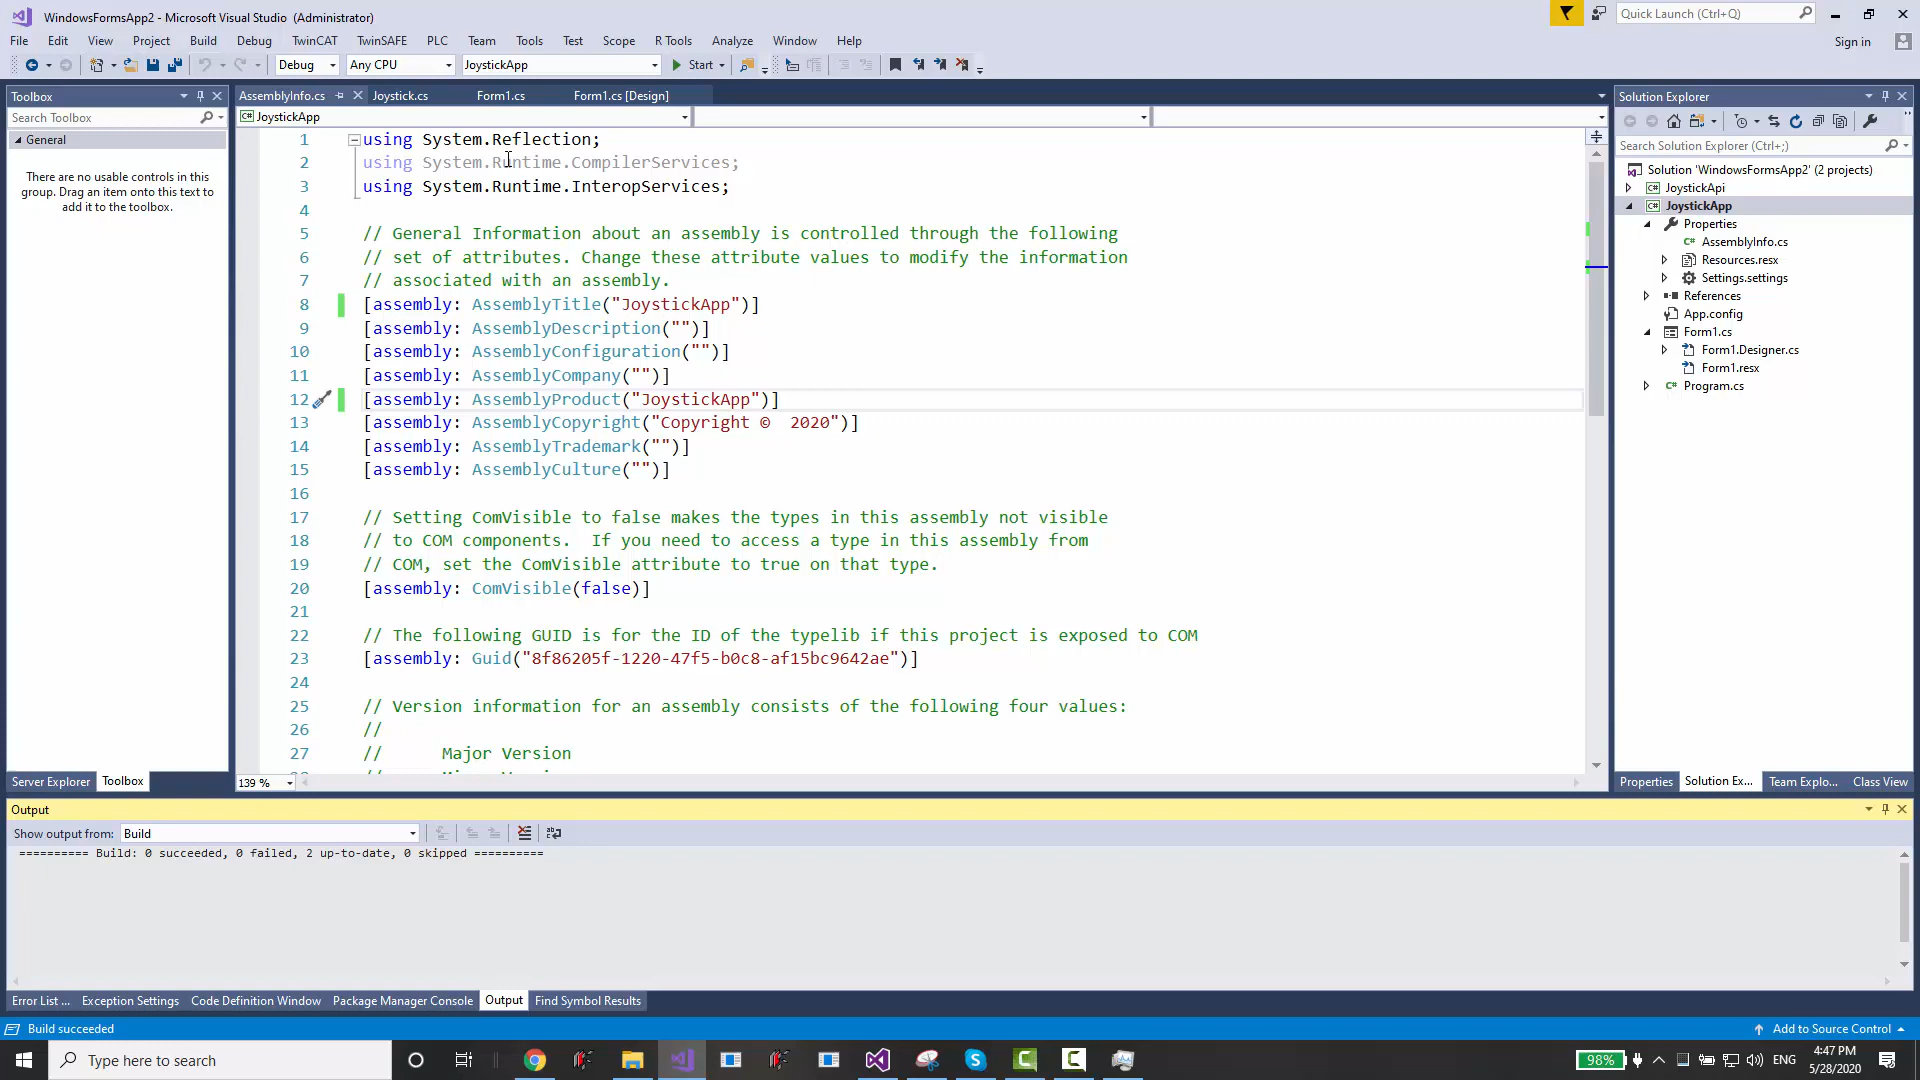 WindowsFormsApp2 - Microsoft Visual Studio (Administrator)
Quick Launch (Ctrl+Q)
File Edit View Project Build Debug TwinCAT TwinSAFE PLC Team Tools Test Scope R Tools Analyze Window Help
Sign in
Debug Any CPU JoystickApp Start
Toolbox
Search Toolbox
General
There are no usable controls in this
group. Drag an item onto this text to
add it to the toolbox.
Server Explorer Toolbox
AssemblyInfo.cs Joystick.cs Form1.cs Form1.cs [Design]
C# JoystickApp
1 using System.Reflection;
2 using System.Runtime.CompilerServices;
3 using System.Runtime.InteropServices;
4
5 // General Information about an assembly is controlled through the following
6 // set of attributes. Change these attribute values to modify the information
7 // associated with an assembly.
8 [assembly: AssemblyTitle("JoystickApp")]
9 [assembly: AssemblyDescription("")]
10 [assembly: AssemblyConfiguration("")]
11 [assembly: AssemblyCompany("")]
12 [assembly: AssemblyProduct("JoystickApp")]
13 [assembly: AssemblyCopyright("Copyright ©  2020")]
14 [assembly: AssemblyTrademark("")]
15 [assembly: AssemblyCulture("")]
16
17 // Setting ComVisible to false makes the types in this assembly not visible
18 // to COM components.  If you need to access a type in this assembly from
19 // COM, set the ComVisible attribute to true on that type.
20 [assembly: ComVisible(false)]
21
22 // The following GUID is for the ID of the typelib if this project is exposed to COM
23 [assembly: Guid("8f86205f-1220-47f5-b0c8-af15bc9642ae")]
24
25 // Version information for an assembly consists of the following four values:
26 //
27 //      Major Version
139 %
Solution Explorer
Search Solution Explorer (Ctrl+;)
Solution 'WindowsFormsApp2' (2 projects)
C# JoystickApi
C# JoystickApp
Properties
C# AssemblyInfo.cs
Resources.resx
Settings.settings
References
App.config
Form1.cs
Form1.Designer.cs
Form1.resx
C# Program.cs
Properties Solution Ex... Team Explo... Class View
Output
Show output from: Build
========== Build: 0 succeeded, 0 failed, 2 up-to-date, 0 skipped ==========
Error List ... Exception Settings Code Definition Window Package Manager Console Output Find Symbol Results
Build succeeded
Add to Source Control
Type here to search
98%
ENG
4:47 PM
5/28/2020